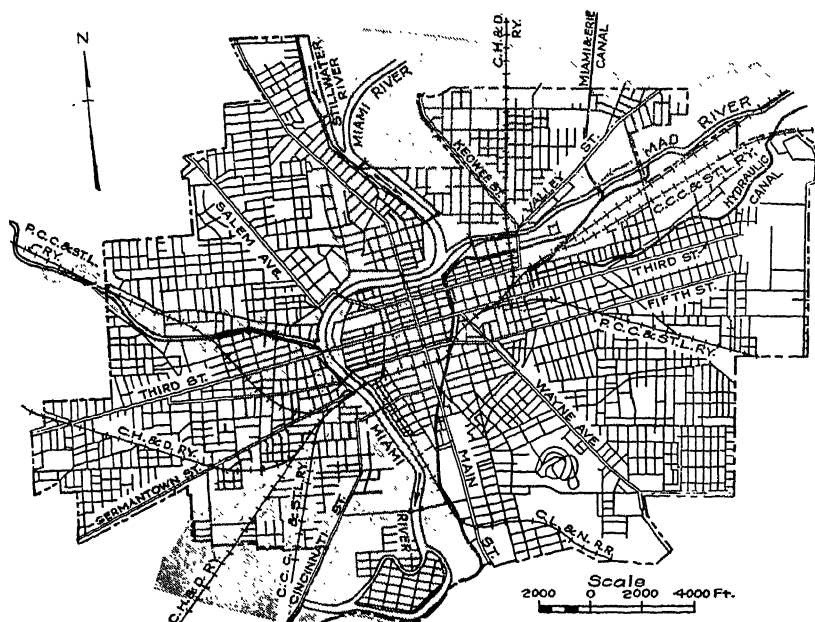 N
STILLWATER
RIVER
MIAMI RIVER
C.H.& D.
RY.
MIAMI & ERIE
CANAL
KEOWEE ST.
VALLEY ST.
MAD RIVER
C.C.C. & ST. L. RY.
HYDRAULIC
CANAL
SALEM AVE.
P.C.C. & ST. L.
RY.
THIRD ST.
FIFTH ST.
P.C.C. & ST. L. RY.
THIRD ST.
WAYNE AVE.
C.H. & D. RY.
GERMANTOWN ST.
MIAMI
RIVER
MAIN
ST.
C.C.C. & ST. L. RY.
CINCINNATI ST.
C.H. & D. RY.
C.L. & N. R.R.
Scale
2000 0 2000 4000 Ft.